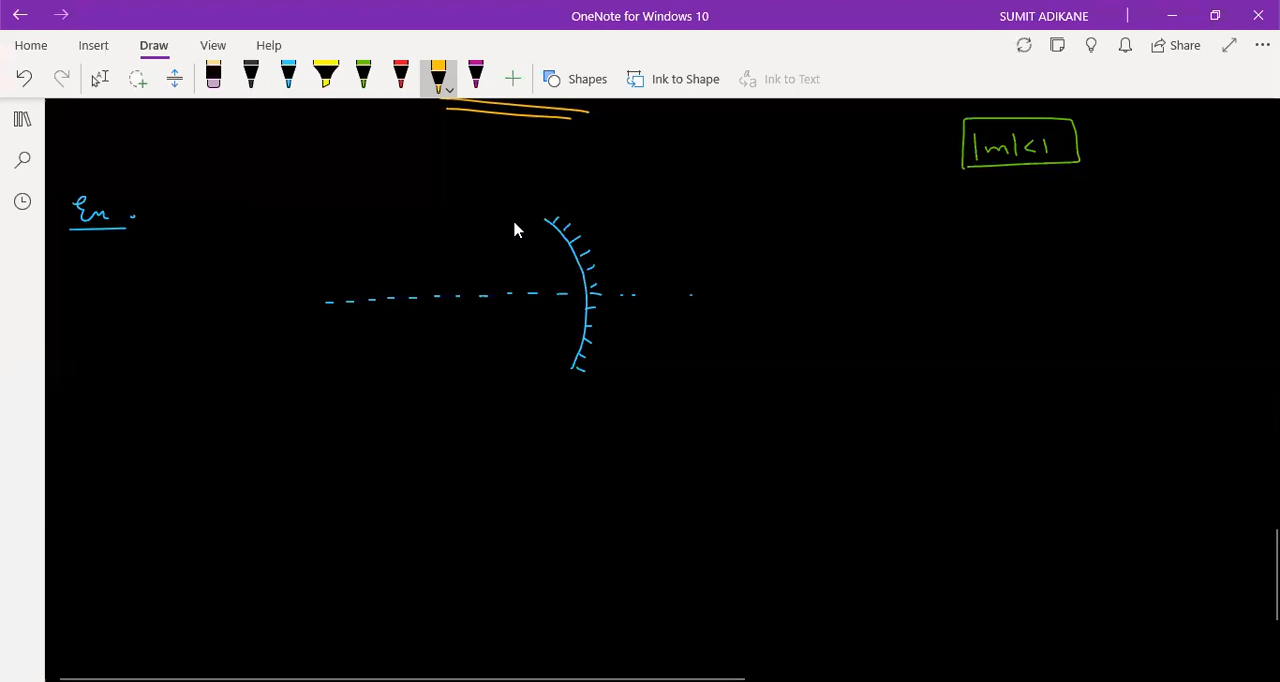 OneNote for Windows 10
SUMIT ADIKANE
Home Insert Draw View Help
Share
Shapes Ink to Shape Ink to Text
|m|<1
Ex.